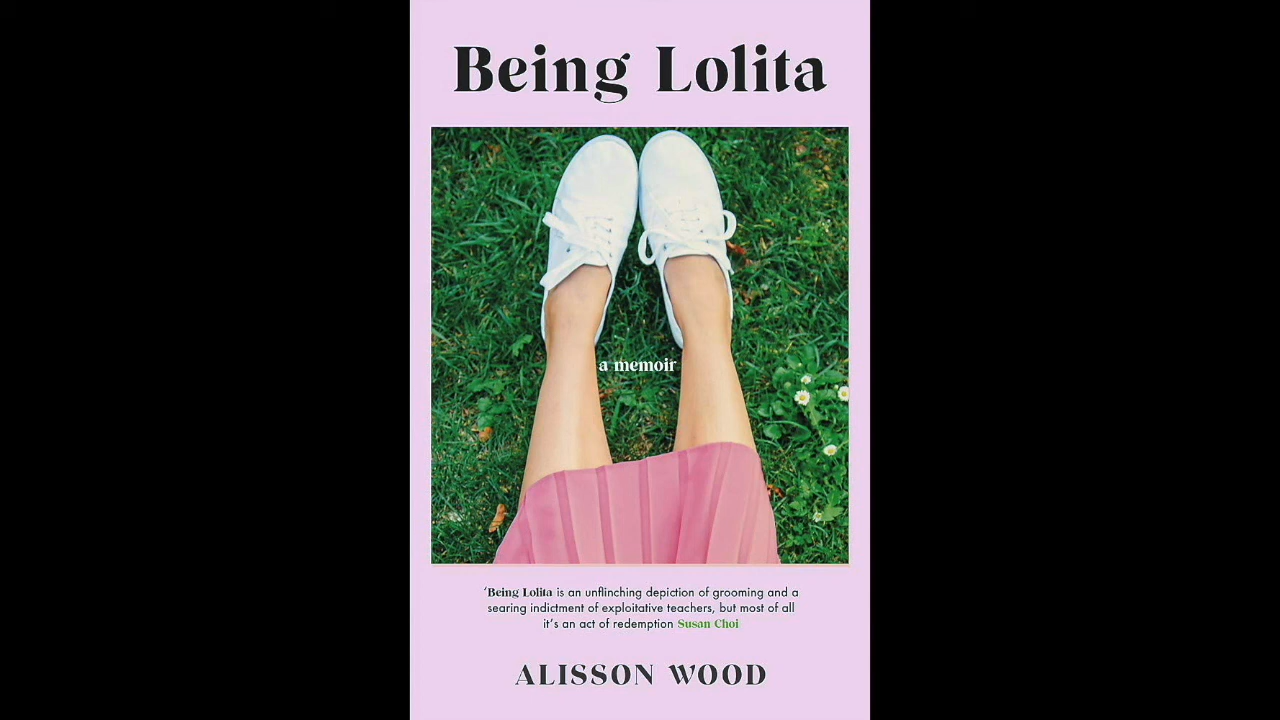 Being Lolita
a memoir
‘Being Lolita is an unflinching depiction of grooming and a
searing indictment of exploitative teachers, but most of all
it’s an act of redemption Susan Choi
ALISSON WOOD